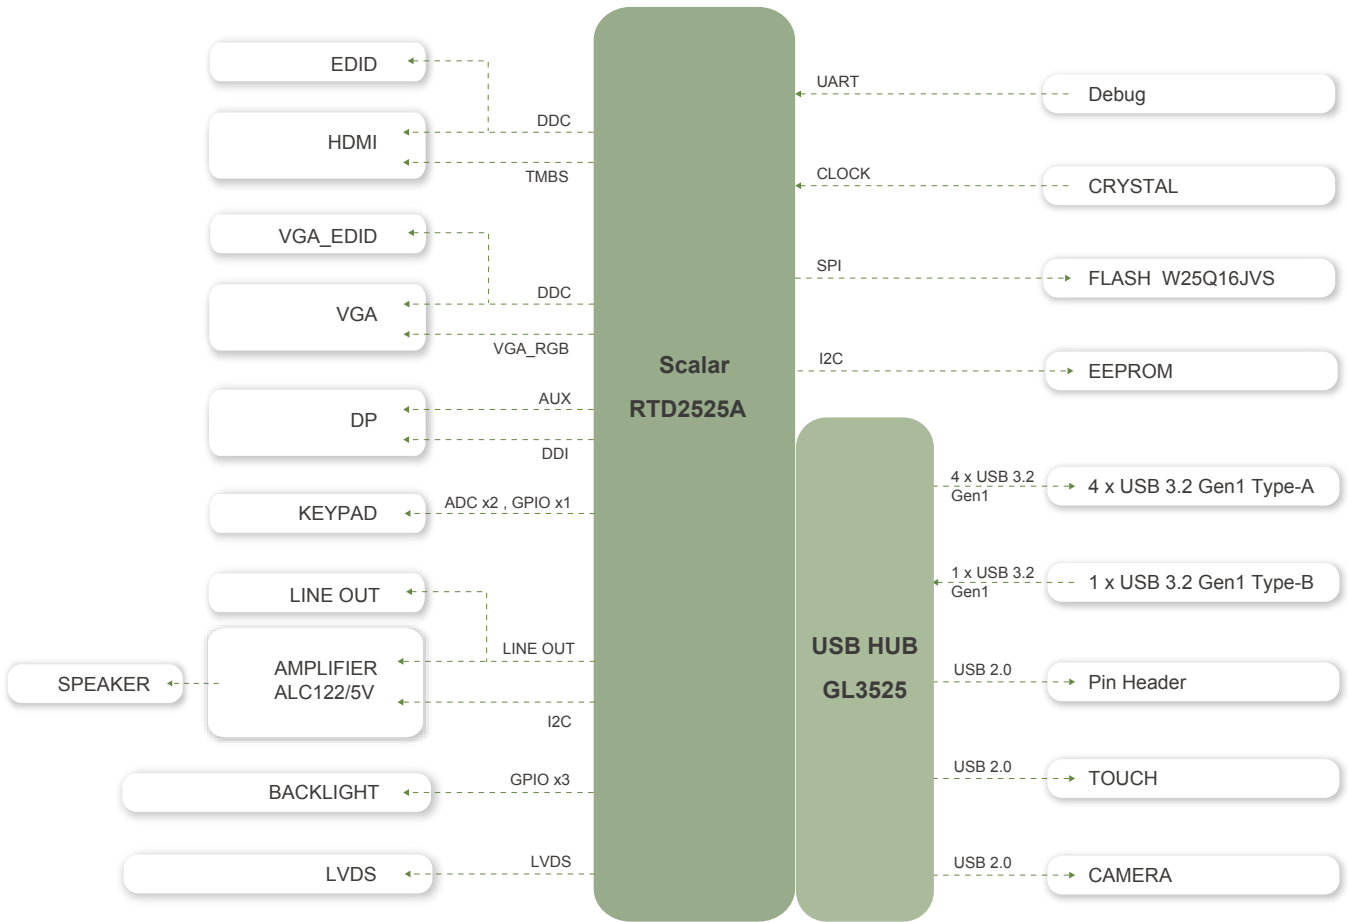 EDID
DDC
HDMI
TMBS
VGA_EDID
DDC
VGA
VGA_RGB
AUX
DP
DDI
KEYPAD
ADC x2 , GPIO x1
LINE OUT
LINE OUT
AMPLIFIER
ALC122/5V
SPEAKER
I2C
BACKLIGHT
GPIO x3
LVDS
LVDS
Scalar
RTD2525A
UART
Debug
CLOCK
CRYSTAL
SPI
FLASH W25Q16JVS
I2C
EEPROM
USB HUB
GL3525
4 x USB 3.2
Gen1
4 x USB 3.2 Gen1 Type-A
1 x USB 3.2
Gen1
1 x USB 3.2 Gen1 Type-B
USB 2.0
Pin Header
USB 2.0
TOUCH
USB 2.0
CAMERA